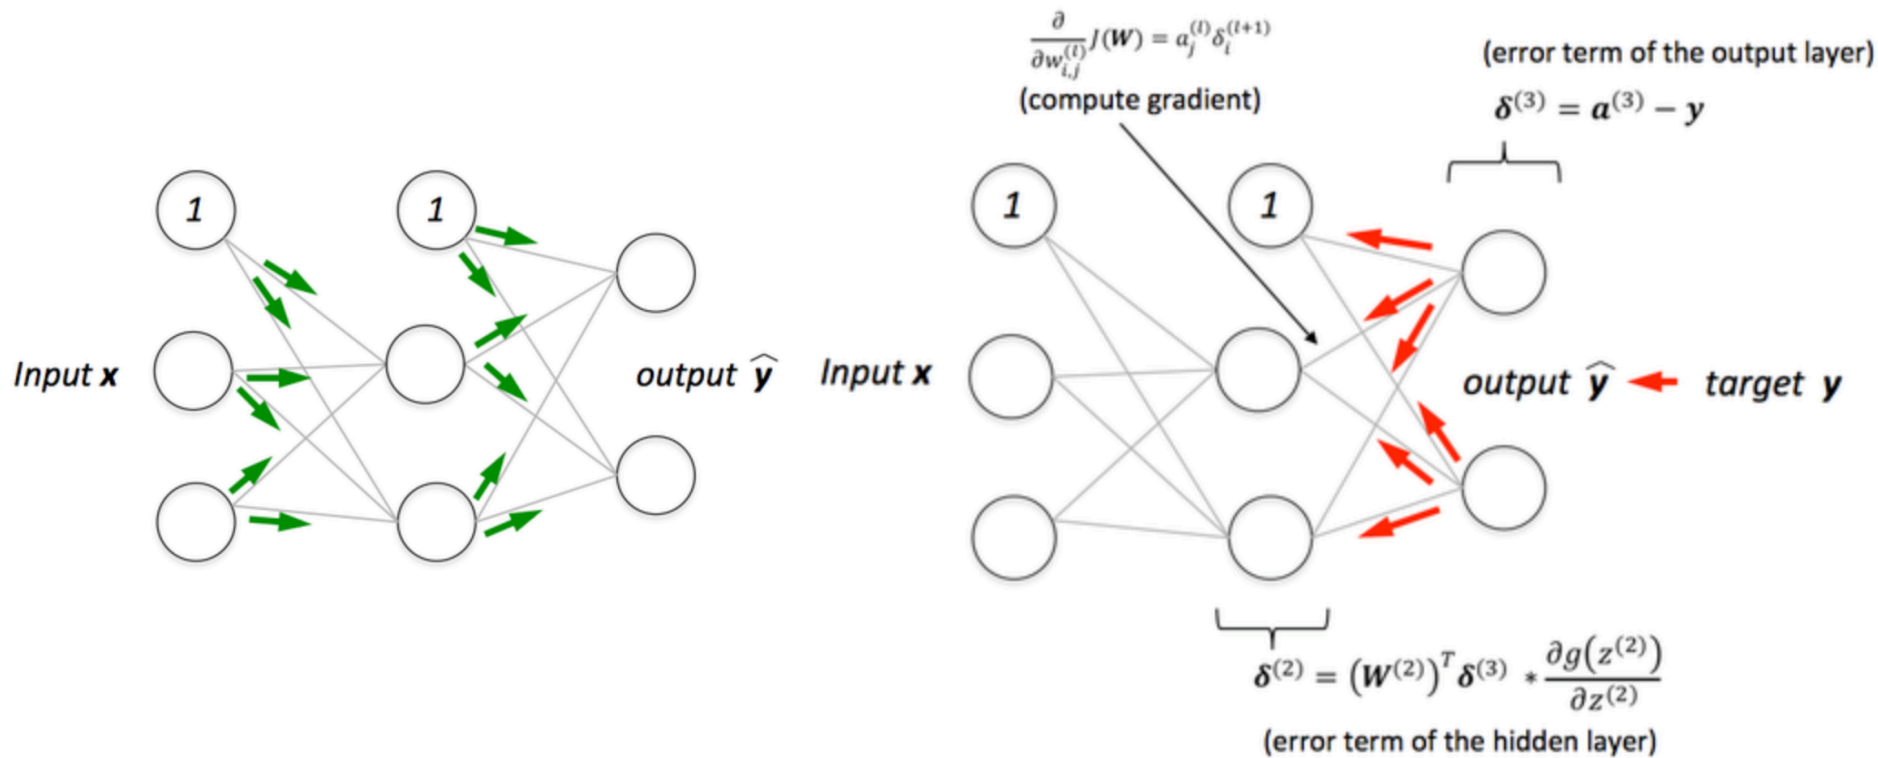 1
1
Input x
output ŷ
∂/∂w_{i,j}^{(l)} J(W) = a_j^{(l)} δ_i^{(l+1)}
(compute gradient)
(error term of the output layer)
δ^{(3)} = a^{(3)} − y
1
1
Input x
output ŷ
target y
δ^{(2)} = (W^{(2)})^T δ^{(3)} * ∂g(z^{(2)})/∂z^{(2)}
(error term of the hidden layer)